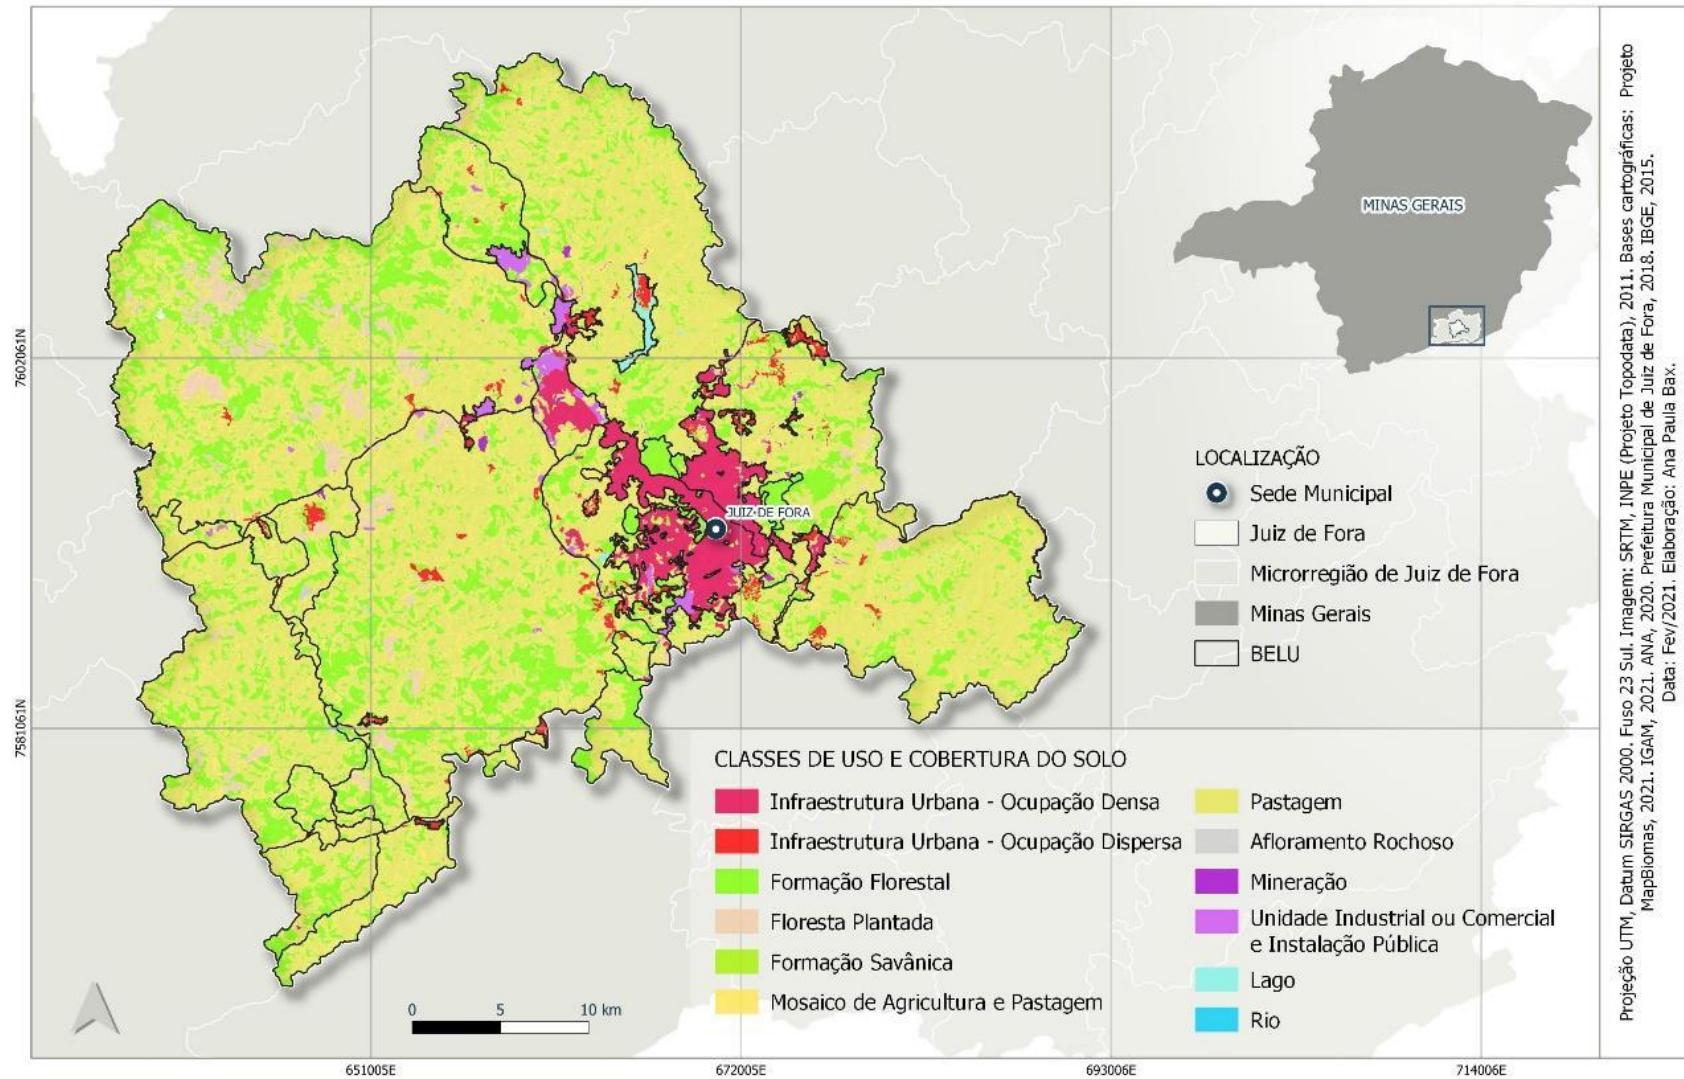 MINAS GERAIS
JUIZ DE FORA
7602061N
7581061N
LOCALIZAÇÃO
Sede Municipal
Juiz de Fora
Microrregião de Juiz de Fora
Minas Gerais
BELU
CLASSES DE USO E COBERTURA DO SOLO
Infraestrutura Urbana - Ocupação Densa
Infraestrutura Urbana - Ocupação Dispersa
Formação Florestal
Floresta Plantada
Formação Savânica
Mosaico de Agricultura e Pastagem
Pastagem
Afloramento Rochoso
Mineração
Unidade Industrial ou Comercial
e Instalação Pública
Lago
Rio
0 5 10 km
651005E 672005E 693006E 714006E
Projeção UTM, Datum SIRGAS 2000. Fuso 23 Sul. Imagem: SRTM, INPE (Projeto Topodata), 2011. Bases cartográficas: Projeto
MapBiomas, 2021. IGAM, 2021. ANA, 2020. Prefeitura Municipal de Juiz de Fora, 2018. IBGE, 2015.
Data: Fev/2021. Elaboração: Ana Paula Bax.